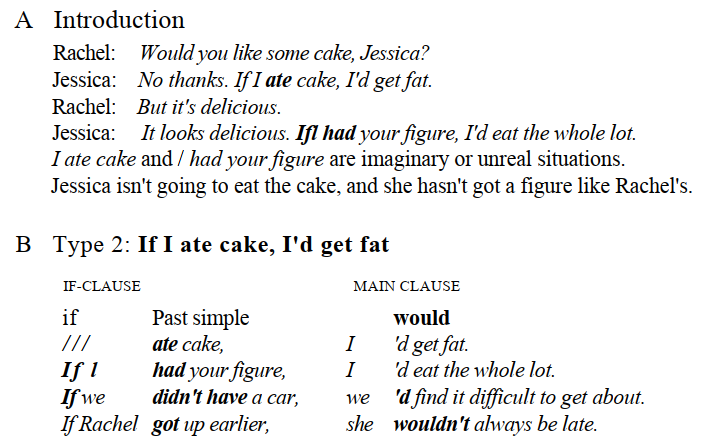 A Introduction
Rachel: Would you like some cake, Jessica?
Jessica: No thanks. If I ate cake, I'd get fat.
Rachel: But it's delicious.
Jessica: It looks delicious. Ifl had your figure, I'd eat the whole lot.
I ate cake and / had your figure are imaginary or unreal situations.
Jessica isn't going to eat the cake, and she hasn't got a figure like Rachel's.
B Type 2: If I ate cake, I'd get fat
IF-CLAUSE MAIN CLAUSE
if Past simple would
/// ate cake, I 'd get fat.
If l had your figure, I 'd eat the whole lot.
If we didn't have a car, we 'd find it difficult to get about.
If Rachel got up earlier, she wouldn't always be late.